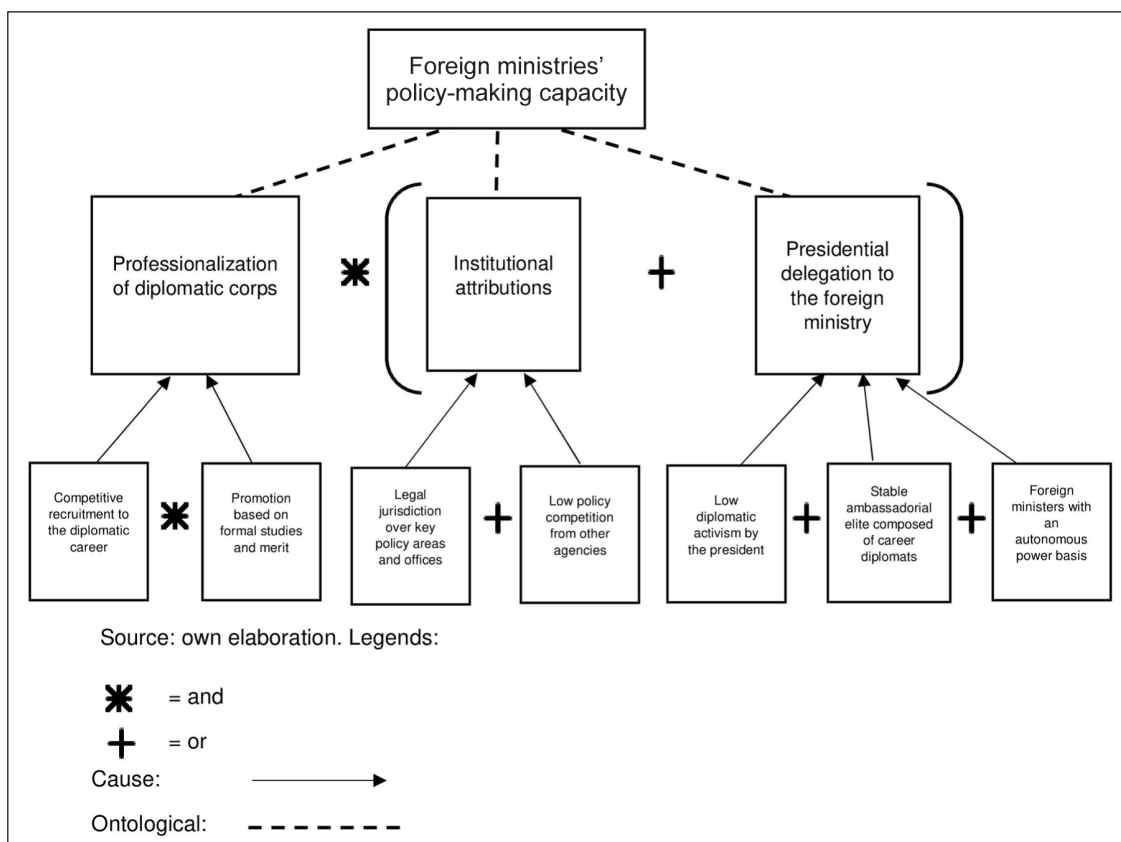 Foreign ministries'
policy-making capacity
Professionalization
of diplomatic corps
Institutional
attributions
Presidential
delegation to
the foreign
ministry
Competitive
recruitment to
the diplomatic
career
Promotion
based on
formal studies
and merit
Legal
jurisdiction
over key
policy areas
and offices
Low policy
competition
from other
agencies
Low
diplomatic
activism by
the president
Stable
ambassadorial
elite composed
of career
diplomats
Foreign
ministers with
an
autonomous
power basis
Source: own elaboration. Legends:
= and
= or
Cause:
Ontological: